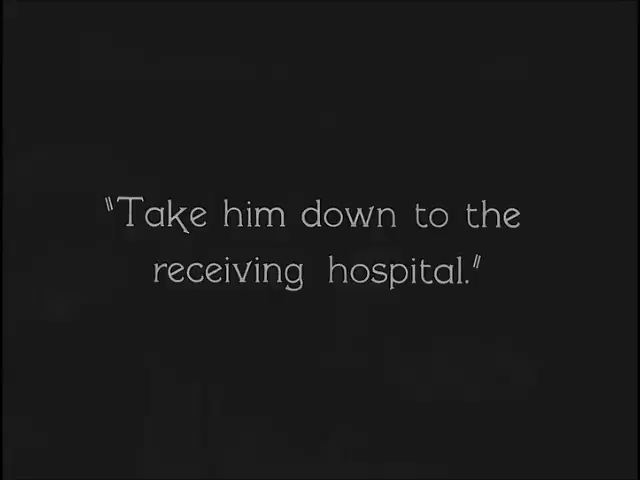 "Take him down to the
receiving hospital."